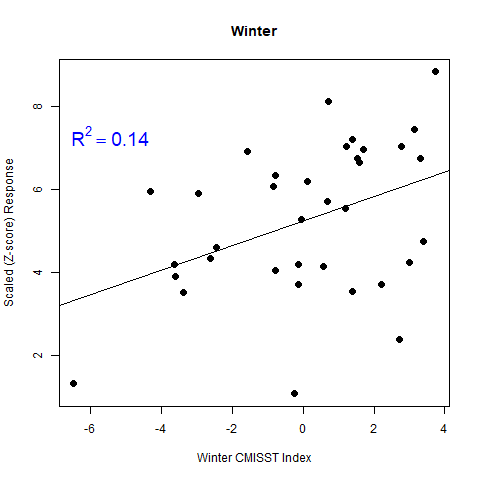 Winter
R² = 0.14
Scaled (Z-score) Response
8
6
4
2
-6 -4 -2 0 2 4
Winter CMISST Index